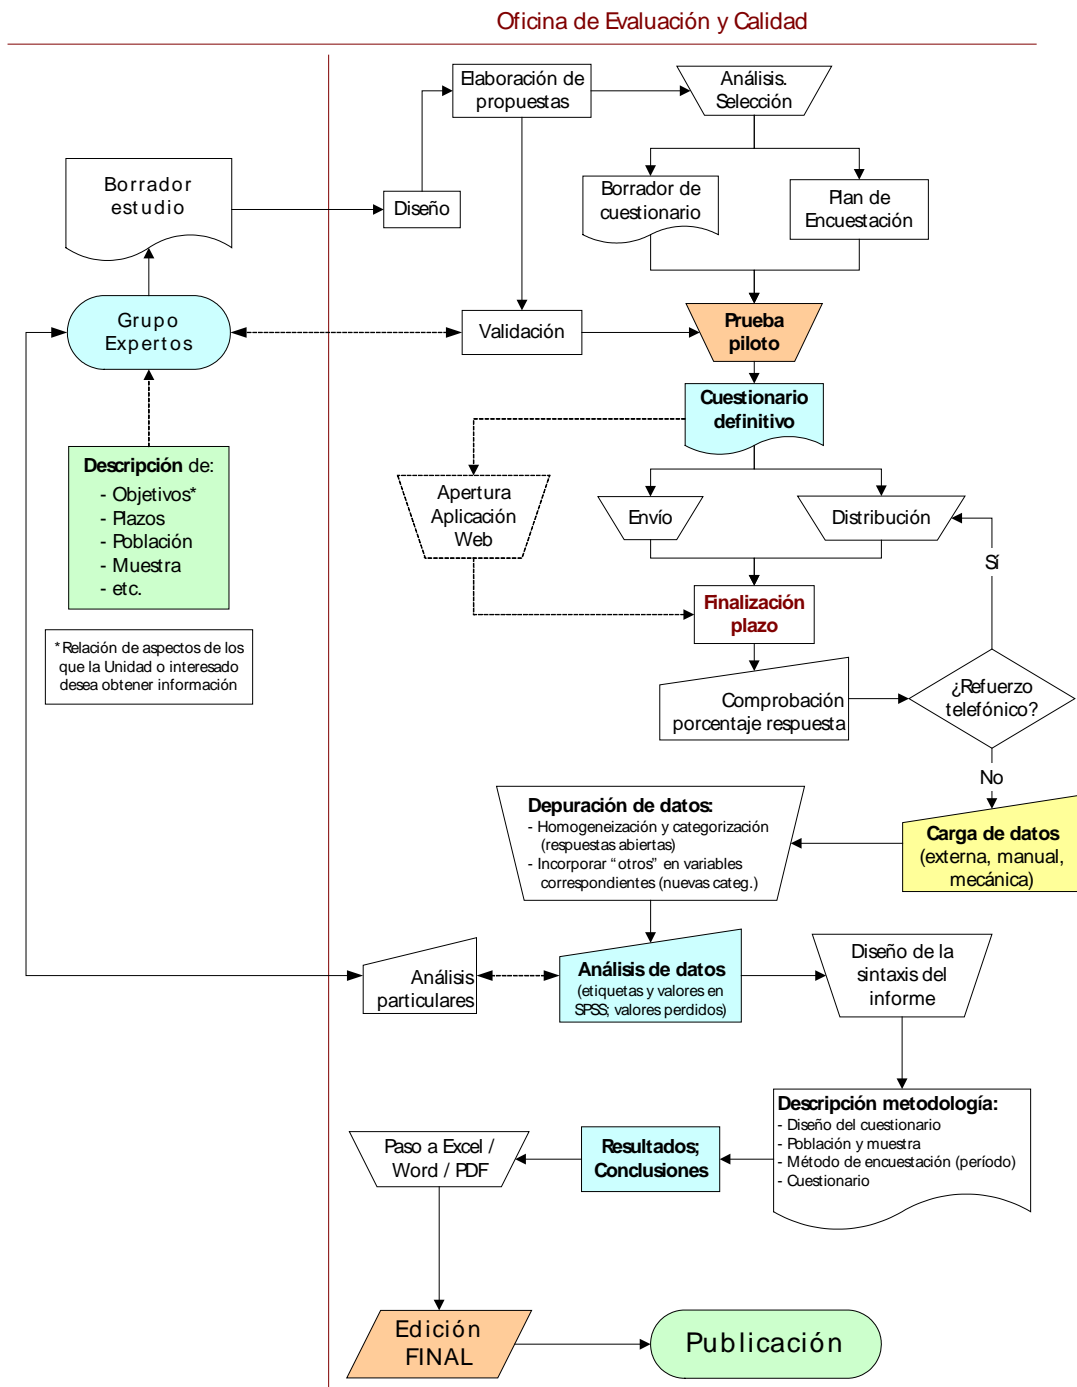 Oficina de Evaluación y Calidad
Elaboración de
propuestas
Análisis.
Selección
Borrador
estudio
Diseño
Borrador de
cuestionario
Plan de
Encuestación
Grupo
Expertos
Validación
Prueba
piloto
Cuestionario
definitivo
Descripción de:
- Objetivos*
- Plazos
- Población
- Muestra
- etc.
Apertura
Aplicación
Web
Envío
Distribución
Sí
Finalización
plazo
*Relación de aspectos de los
que la Unidad o interesado
desea obtener información
Comprobación
porcentaje respuesta
¿Refuerzo
telefónico?
No
Depuración de datos:
- Homogeneización y categorización
(respuestas abiertas)
- Incorporar “otros” en variables
correspondientes (nuevas categ.)
Carga de datos
(externa, manual,
mecánica)
Análisis
particulares
Análisis de datos
(etiquetas y valores en
SPSS; valores perdidos)
Diseño de la
sintaxis del
informe
Descripción metodología:
- Diseño del cuestionario
- Población y muestra
- Método de encuestación (período)
- Cuestionario
Resultados;
Conclusiones
Paso a Excel /
Word / PDF
Edición
FINAL
Publicación